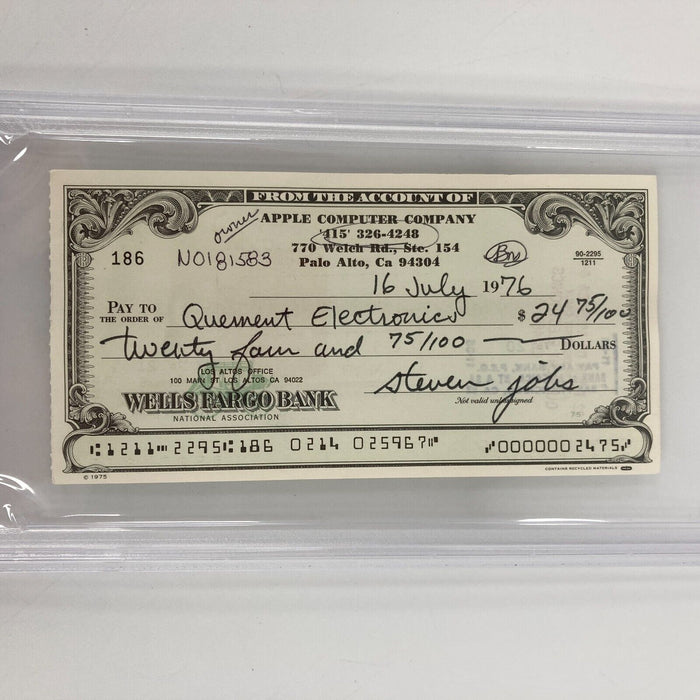 FROM THE ACCOUNT OF
owner
APPLE COMPUTER COMPANY
415' 326-4248
770 Welch Rd., Ste. 154
Palo Alto, Ca 94304
186
NO181583
90-2295
1211
16 July 1976
PAY TO
THE ORDER OF
Quement Electronics
$ 24 75/100
twenty four and 75/100
DOLLARS
LOS ALTOS OFFICE
100 MAIN ST LOS ALTOS CA 94022
WELLS FARGO BANK
NATIONAL ASSOCIATION
steven jobs
Not valid unless signed
⑆1211⑉2295⑆186 0214 025967⑈ ⑇0000002475⑇
© 1975
CONTAINS RECYCLED MATERIALS